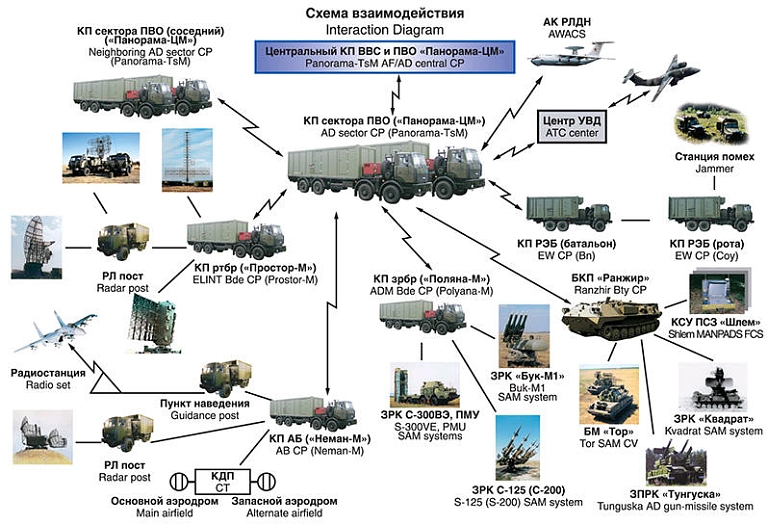 Схема взаимодействия
Interaction Diagram
КП сектора ПВО (соседний)
(«Панорама-ЦМ»)
Neighboring AD sector CP
(Panorama-TsM)
Центральный КП ВВС и ПВО «Панорама-ЦМ»
Panorama-TsM AF/AD central CP
АК РЛДН
AWACS
КП сектора ПВО («Панорама-ЦМ»)
AD sector CP (Panorama-TsM)
Центр УВД
ATC center
Станция помех
Jammer
КП РЭБ (батальон)
EW CP (Bn)
КП РЭБ (рота)
EW CP (Coy)
РЛ пост
Radar post
КП ртбр («Простор-М»)
ELINT Bde CP (Prostor-M)
КП зрбр («Поляна-М»)
ADM Bde CP (Polyana-M)
БКП «Ранжир»
Ranzhir Bty CP
КСУ ПСЗ «Шлем»
Shlem MANPADS FCS
Радиостанция
Radio set
Пункт наведения
Guidance post
ЗРК «Бук-М1»
Buk-M1
SAM system
ЗРК С-300ВЭ, ПМУ
S-300VE, PMU
SAM systems
БМ «Тор»
Tor SAM CV
ЗРК «Квадрат»
Kvadrat SAM system
РЛ пост
Radar post
КП АБ («Неман-М»)
AB CP (Neman-M)
КДП
CT
Основной аэродром
Main airfield
Запасной аэродром
Alternate airfield
ЗРК С-125 (С-200)
S-125 (S-200) SAM system
ЗПРК «Тунгуска»
Tunguska AD gun-missile system